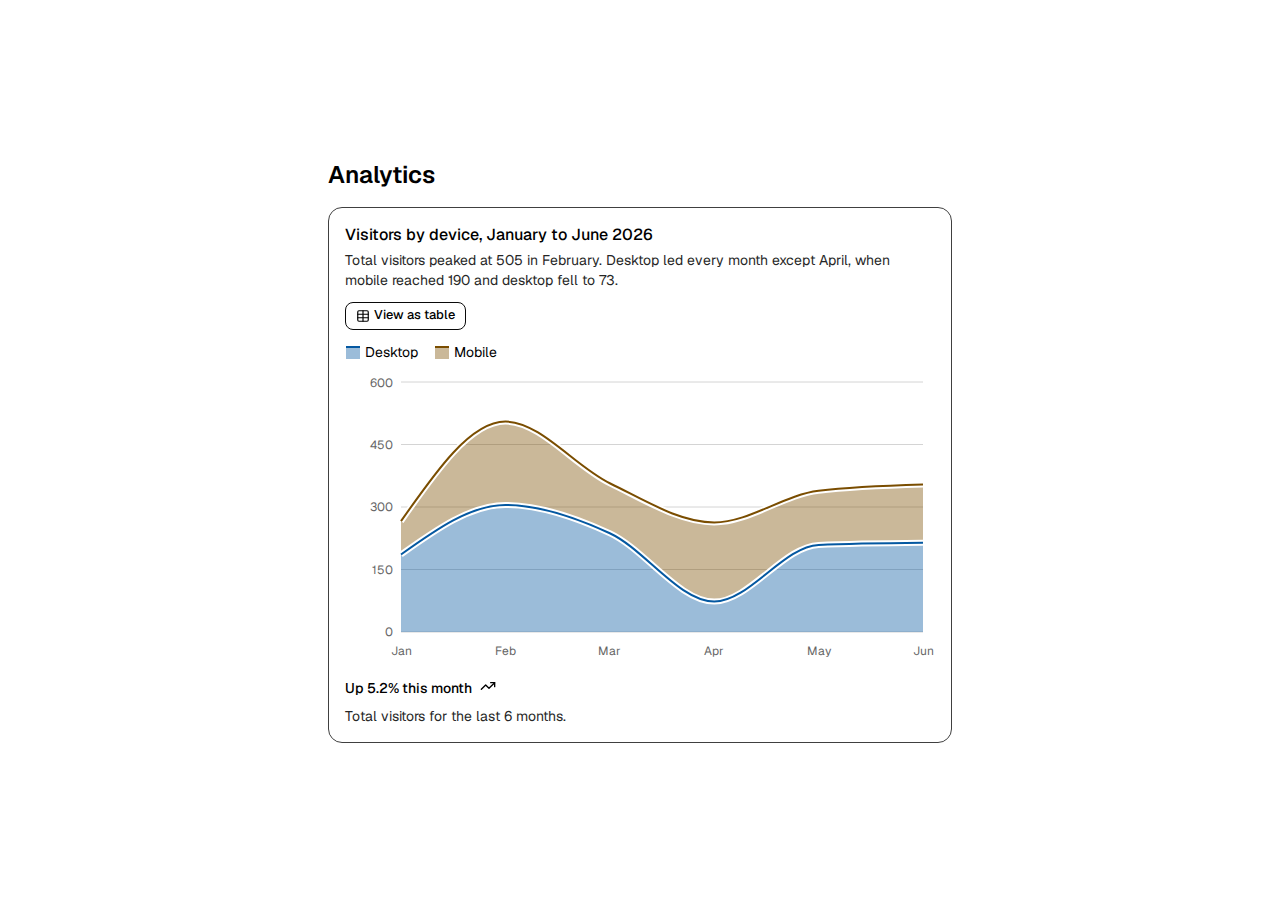 Analytics
Visitors by device, January to June 2026
Total visitors peaked at 505 in February. Desktop led every month except April, when
mobile reached 190 and desktop fell to 73.
View as table
Desktop Mobile
600
450
300
150
0
Jan Feb Mar Apr May Jun
Up 5.2% this month
Total visitors for the last 6 months.